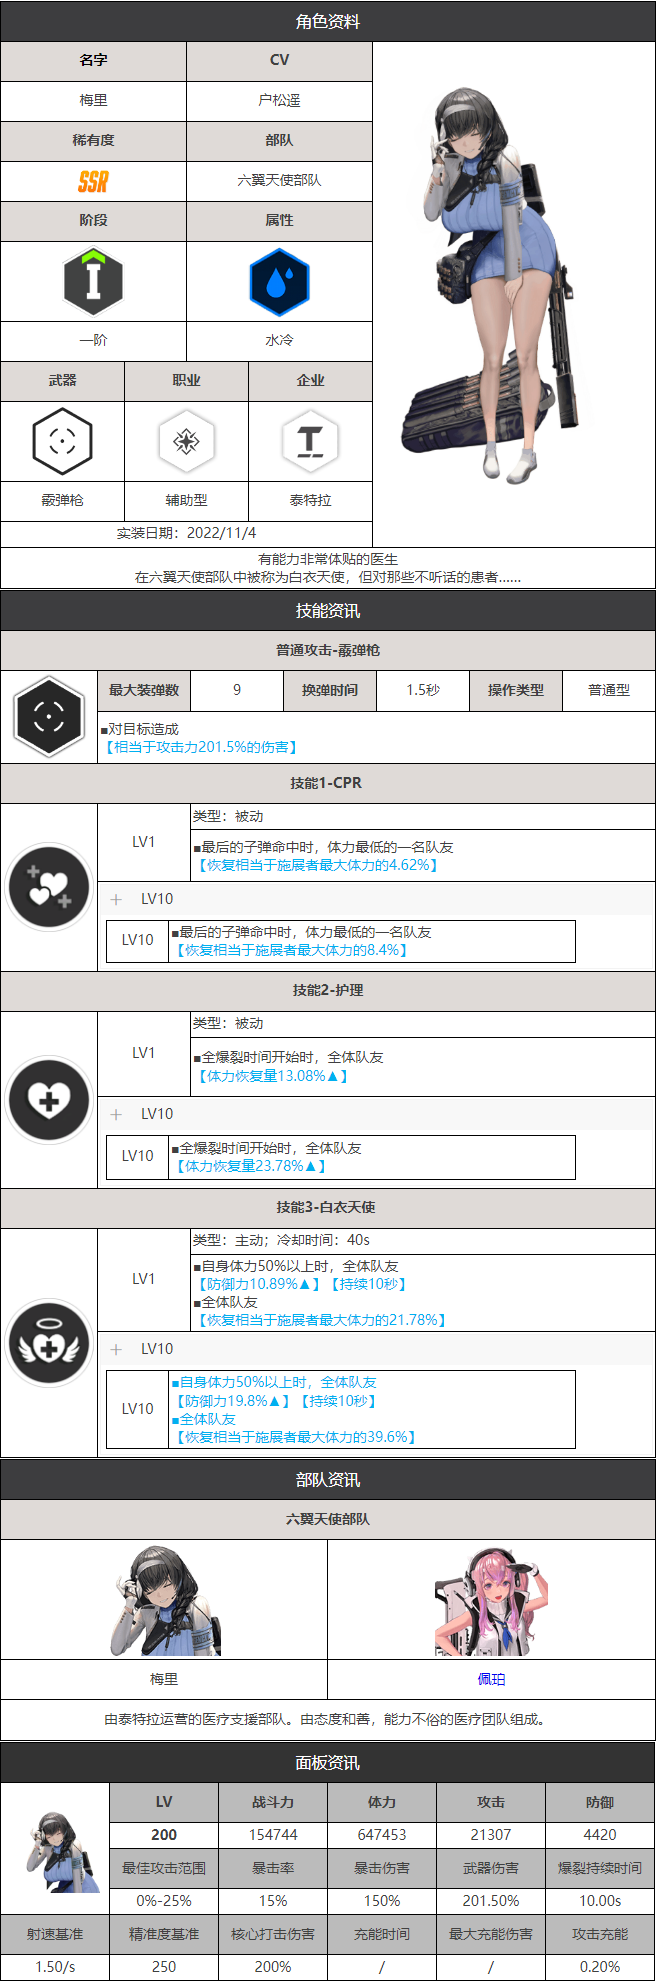 角色资料
名字
CV
梅里
户松遥
稀有度
部队
SSR
六翼天使部队
阶段
属性
I
一阶
水冷
武器
职业
企业
T
霰弹枪
辅助型
泰特拉
实装日期：2022/11/4
有能力非常体贴的医生
在六翼天使部队中被称为白衣天使，但对那些不听话的患者......
技能资讯
普通攻击-霰弹枪
最大装弹数
9
换弹时间
1.5秒
操作类型
普通型
■对目标造成
【相当于攻击力201.5%的伤害】
技能1-CPR
LV1
类型：被动
■最后的子弹命中时，体力最低的一名队友
【恢复相当于施展者最大体力的4.62%】
＋ LV10
LV10
■最后的子弹命中时，体力最低的一名队友
【恢复相当于施展者最大体力的8.4%】
技能2-护理
LV1
类型：被动
■全爆裂时间开始时，全体队友
【体力恢复量13.08%▲】
＋ LV10
LV10
■全爆裂时间开始时，全体队友
【体力恢复量23.78%▲】
技能3-白衣天使
LV1
类型：主动；冷却时间：40s
■自身体力50%以上时，全体队友
【防御力10.89%▲】【持续10秒】
■全体队友
【恢复相当于施展者最大体力的21.78%】
＋ LV10
LV10
■自身体力50%以上时，全体队友
【防御力19.8%▲】【持续10秒】
■全体队友
【恢复相当于施展者最大体力的39.6%】
部队资讯
六翼天使部队
梅里
佩珀
由泰特拉运营的医疗支援部队。由态度和善，能力不俗的医疗团队组成。
面板资讯
LV
战斗力
体力
攻击
防御
200
154744
647453
21307
4420
最佳攻击范围
暴击率
暴击伤害
武器伤害
爆裂持续时间
0%-25%
15%
150%
201.50%
10.00s
射速基准
精准度基准
核心打击伤害
充能时间
最大充能伤害
攻击充能
1.50/s
250
200%
/
/
0.20%